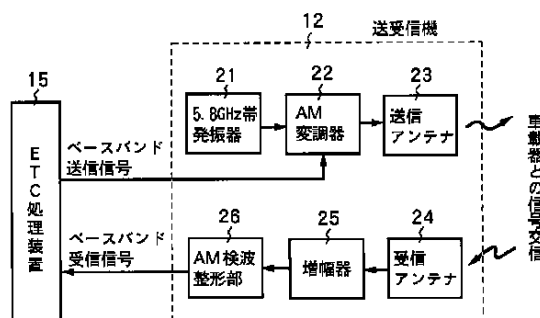 12
送受信機
15
21
22
23
5.8GHz帯
発振器
AM
変調器
送信
アンテナ
ETC処理装置
ベースバンド
送信信号
車載器との信号交信
26
25
24
ベースバンド
受信信号
AM検波
整形部
増幅器
受信
アンテナ